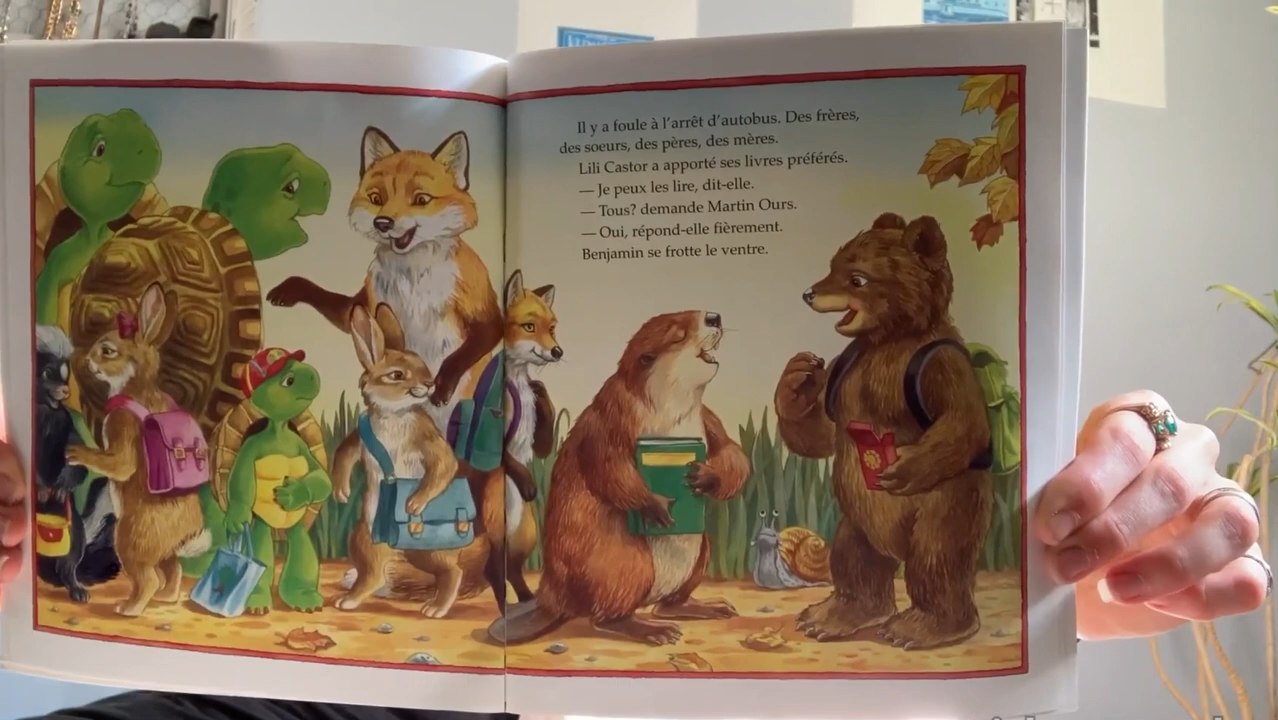 Il y a foule à l'arrêt d'autobus. Des frères,
des soeurs, des pères, des mères.
Lili Castor a apporté ses livres préférés.
— Je peux les lire, dit-elle.
— Tous? demande Martin Ours.
— Oui, répond-elle fièrement.
Benjamin se frotte le ventre.